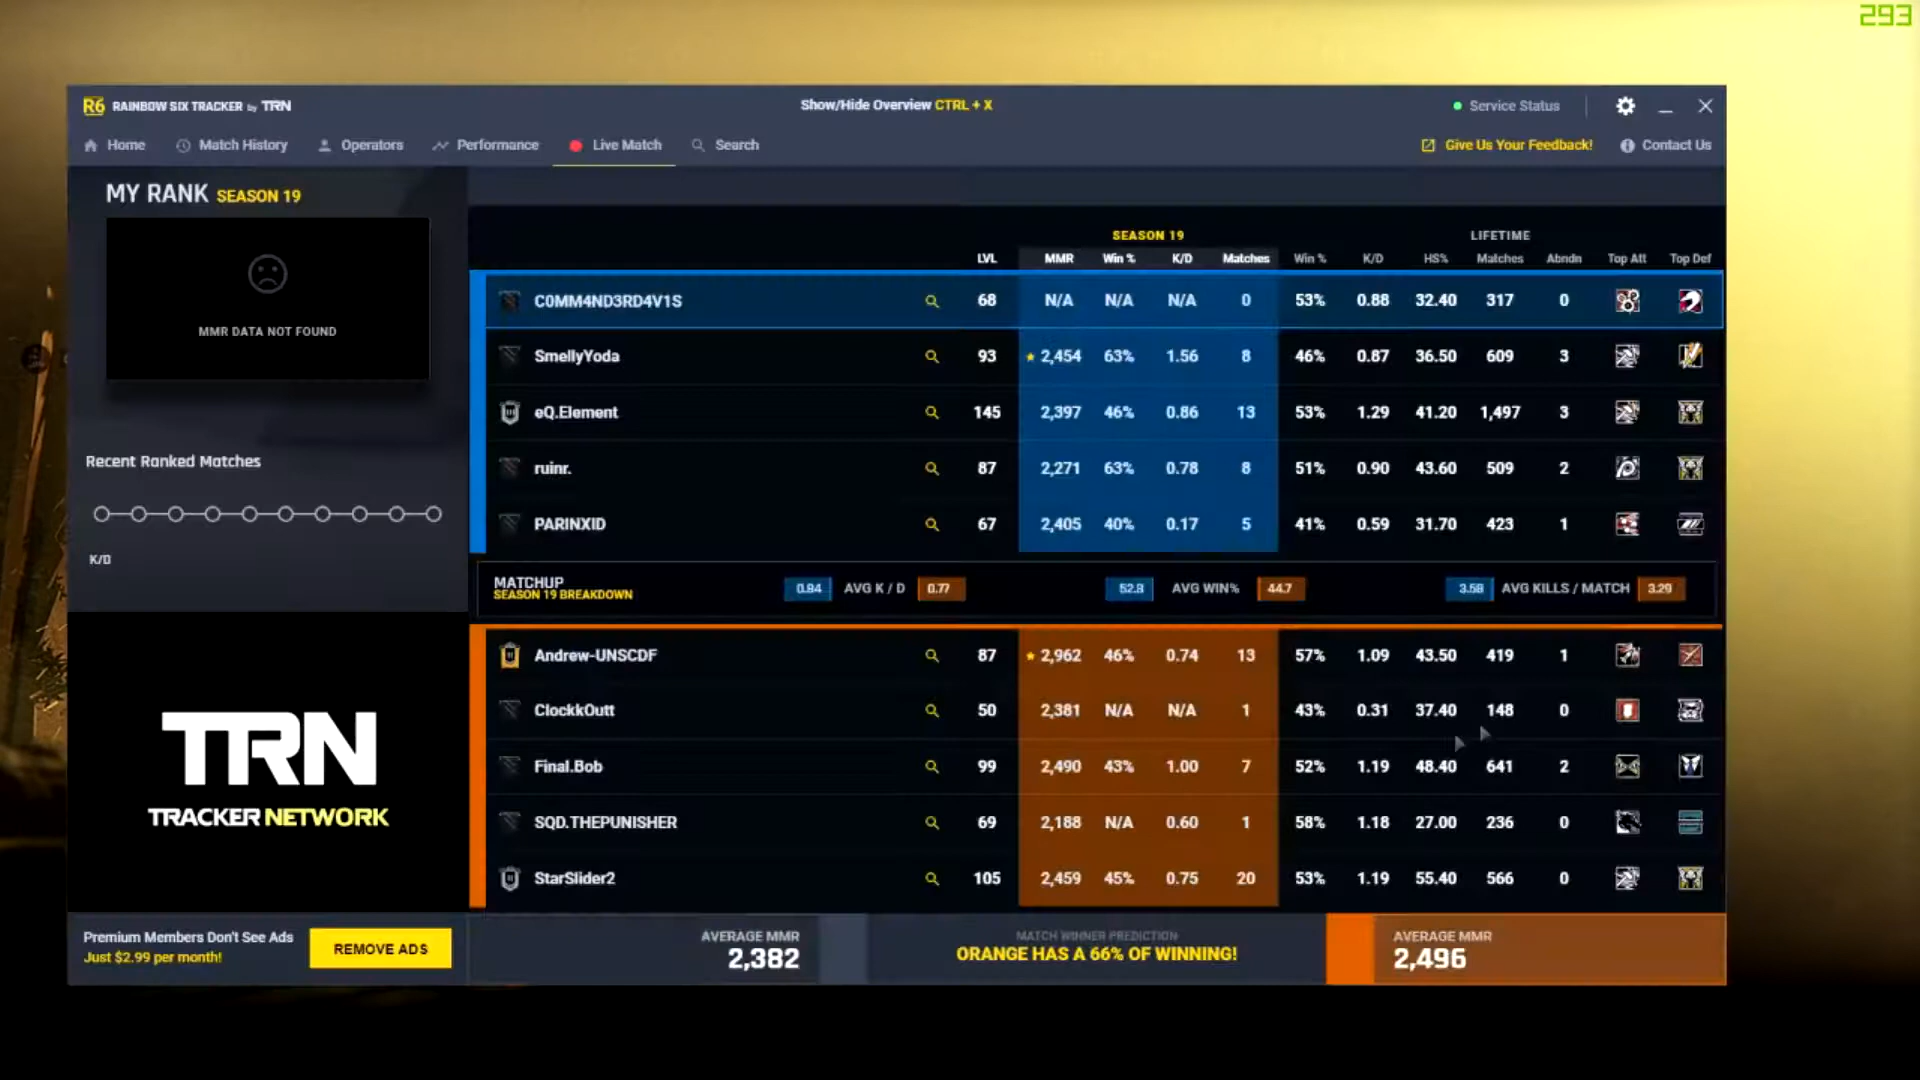 293
R6 RAINBOW SIX TRACKER by TRN
Show/Hide Overview CTRL + X
Service Status
Home Match History Operators Performance Live Match Search
Give Us Your Feedback! Contact Us
MY RANK SEASON 19
MMR DATA NOT FOUND
Recent Ranked Matches
K/D
SEASON 19 LIFETIME
LVL MMR Win % K/D Matches Win % K/D HS% Matches Abndn Top Att Top Def
C0MM4ND3RD4V1S 68 N/A N/A N/A 0 53% 0.88 32.40 317 0
SmellyYoda 93 2,454 63% 1.56 8 46% 0.87 36.50 609 3
eQ.Element 145 2,397 46% 0.86 13 53% 1.29 41.20 1,497 3
ruinr. 87 2,271 63% 0.78 8 51% 0.90 43.60 509 2
PARINXID 67 2,405 40% 0.17 5 41% 0.59 31.70 423 1
MATCHUP
SEASON 19 BREAKDOWN
0.84 AVG K / D 0.77 52.8 AVG WIN% 44.7 3.58 AVG KILLS / MATCH 3.29
Andrew-UNSCDF 87 2,962 46% 0.74 13 57% 1.09 43.50 419 1
ClockkOutt 50 2,381 N/A N/A 1 43% 0.31 37.40 148 0
Final.Bob 99 2,490 43% 1.00 7 52% 1.19 48.40 641 2
SQD.THEPUNISHER 69 2,188 N/A 0.60 1 58% 1.18 27.00 236 0
StarSlider2 105 2,459 45% 0.75 20 53% 1.19 55.40 566 0
TRN
TRACKER NETWORK
Premium Members Don't See Ads
Just $2.99 per month!
REMOVE ADS
AVERAGE MMR
2,382
MATCH WINNER PREDICTION
ORANGE HAS A 66% OF WINNING!
AVERAGE MMR
2,496